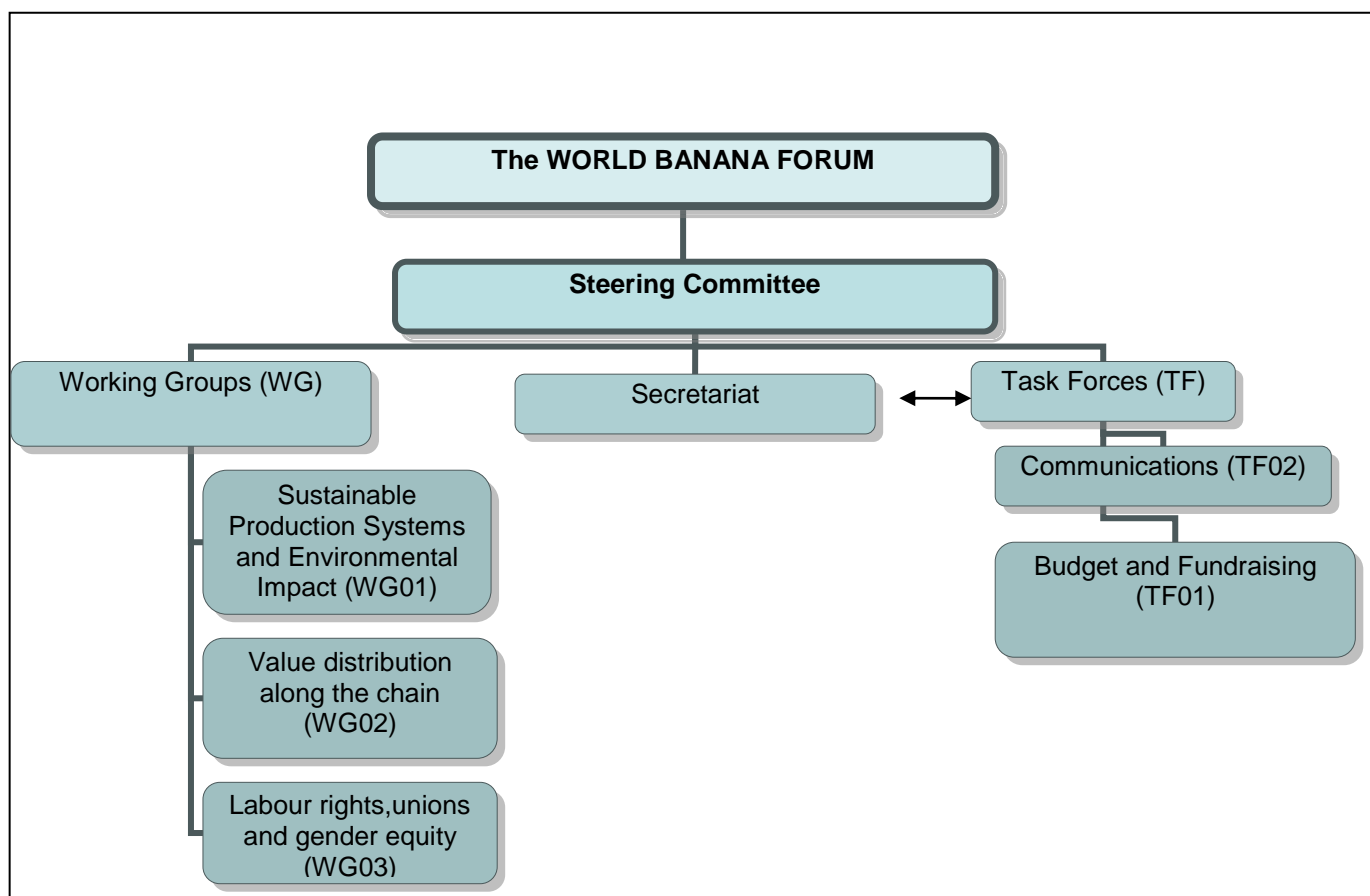 The WORLD BANANA FORUM
Steering Committee
Working Groups (WG)
Secretariat
Task Forces (TF)
Communications (TF02)
Sustainable
Production Systems
and Environmental
Impact (WG01)
Budget and Fundraising
(TF01)
Value distribution
along the chain
(WG02)
Labour rights,unions
and gender equity
(WG03)